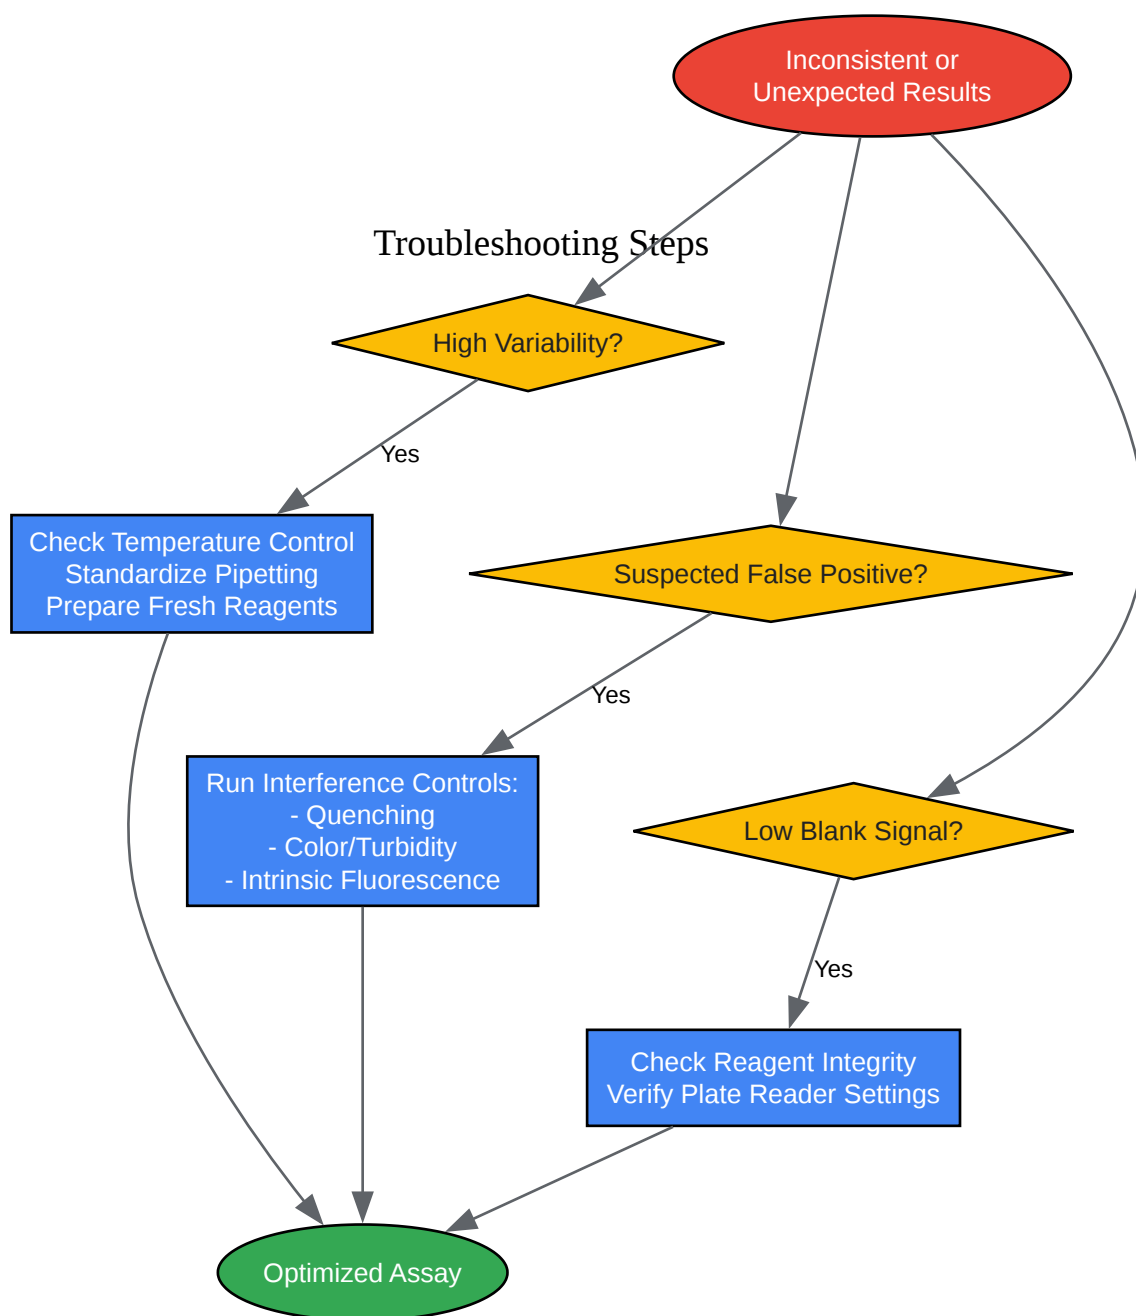 Inconsistent or
Unexpected Results
Troubleshooting Steps
High Variability?
Yes
Check Temperature Control
Standardize Pipetting
Prepare Fresh Reagents
Suspected False Positive?
Yes
Run Interference Controls:
- Quenching
- Color/Turbidity
- Intrinsic Fluorescence
Low Blank Signal?
Yes
Check Reagent Integrity
Verify Plate Reader Settings
Optimized Assay